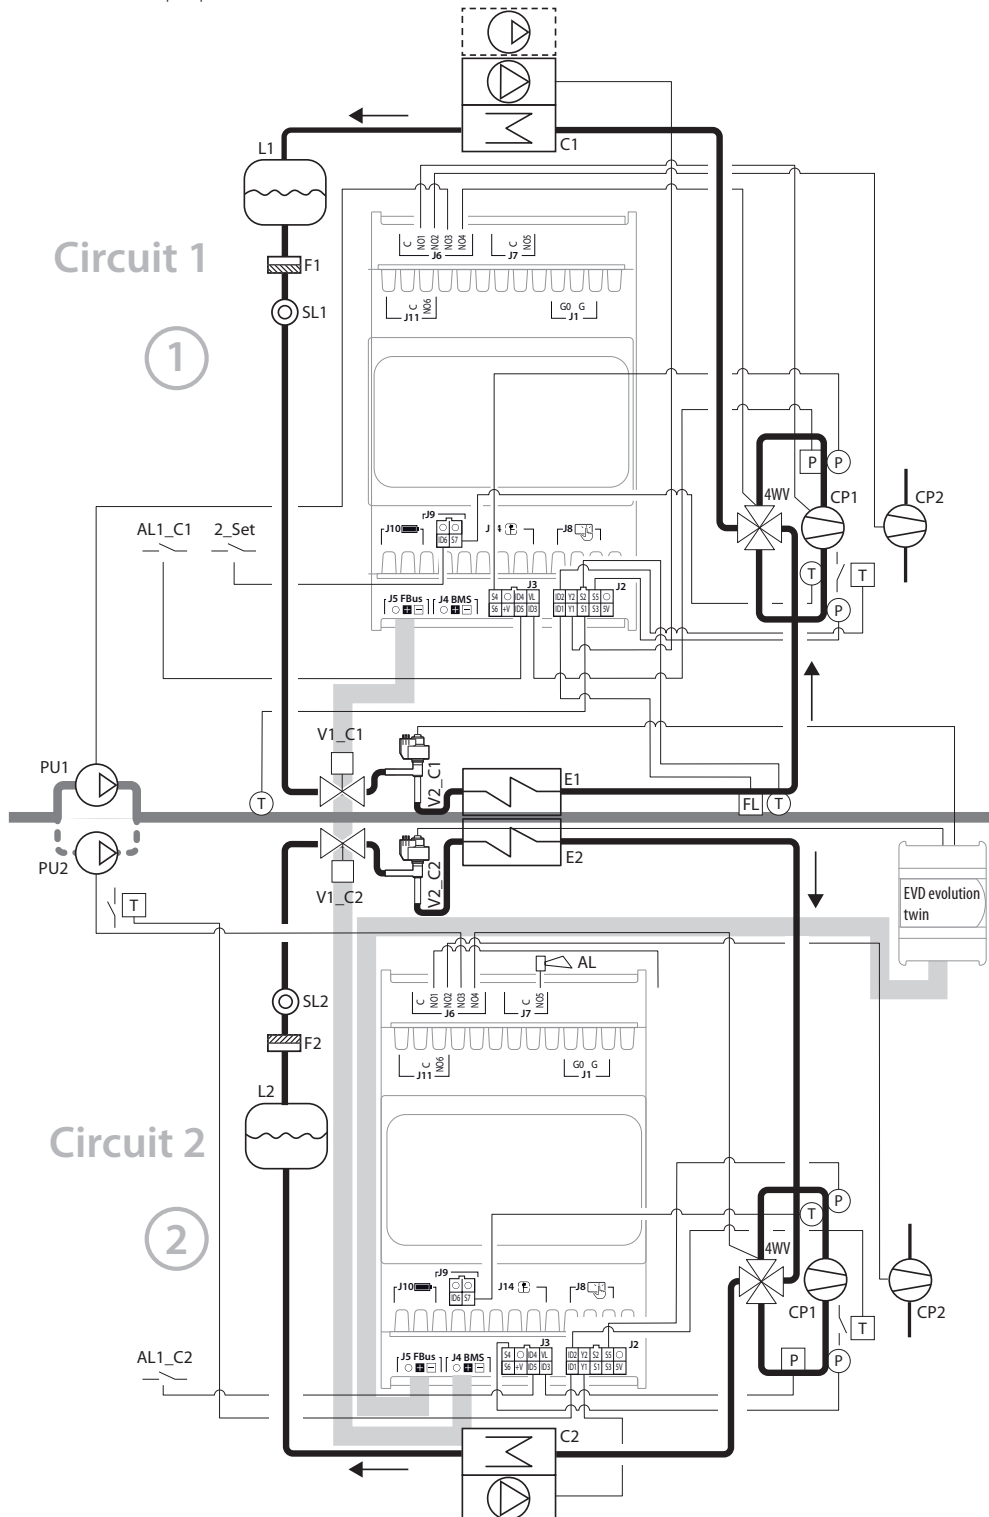 C1
L1
Circuit 1
F1
SL1
1
C NO1 NO2 NO3 NO4
J6
C NO5
J7
C NO6
J11
G0 G
J1
P P
4WV
CP1
CP2
AL1_C1
2_Set
J10
J9
ID6 S7
J8
T
T
P
J5 FBus
J4 BMS
J3
S4 ID4 VL
S6 +V ID5 ID3
J2
ID2 Y2 S2 S5
ID1 Y1 S1 S3 5V
V1_C1
V2_C1
PU1
T
E1
FL T
PU2
V1_C2
V2_C2
E2
T
EVD evolution
twin
AL
C NO1 NO2 NO3 NO4
J6
C NO5
J7
SL2
F2
C NO6
J11
G0 G
J1
L2
Circuit 2
2
P
T
4WV
CP1
CP2
J10
J9
ID6 S7
J14
J8
T
P
P
AL1_C2
J5 FBus
J4 BMS
J3
S4 ID4 VL
S6 +V ID5 ID3
J2
ID2 Y2 S2 S5
ID1 Y1 S1 S3 5V
C2